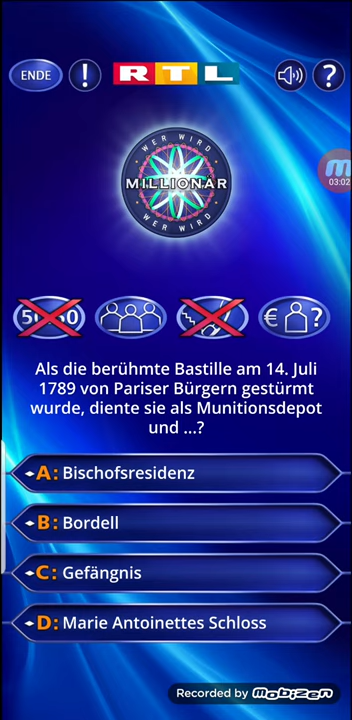 ENDE
!
RTL
?
03:02
WER WIRD
MILLIONÄR
WER WIRD
50:50
€ ?
Als die berühmte Bastille am 14. Juli
1789 von Pariser Bürgern gestürmt
wurde, diente sie als Munitionsdepot
und ...?
A: Bischofsresidenz
B: Bordell
C: Gefängnis
D: Marie Antoinettes Schloss
Recorded by Mobizen